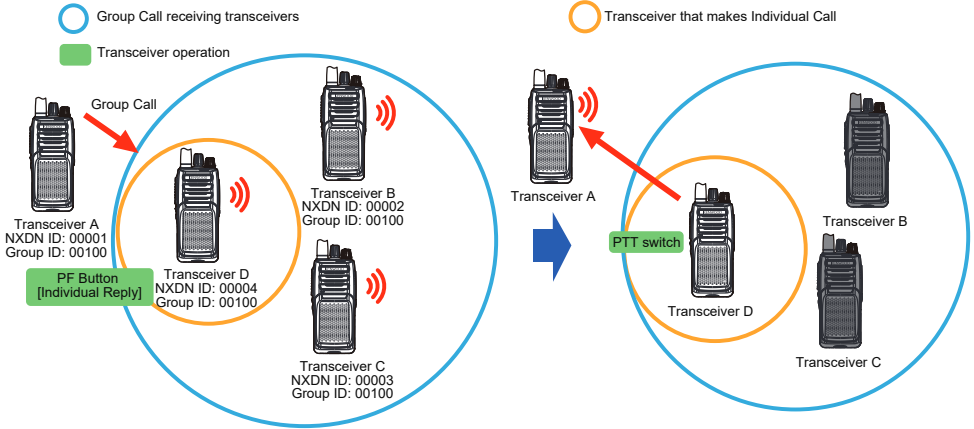 Group Call receiving transceivers
Transceiver that makes Individual Call
Transceiver operation
Group Call
Transceiver A
NXDN ID: 00001
Group ID: 00100
PF Button
[Individual Reply]
Transceiver D
NXDN ID: 00004
Group ID: 00100
Transceiver B
NXDN ID: 00002
Group ID: 00100
Transceiver C
NXDN ID: 00003
Group ID: 00100
Transceiver A
PTT switch
Transceiver D
Transceiver B
Transceiver C